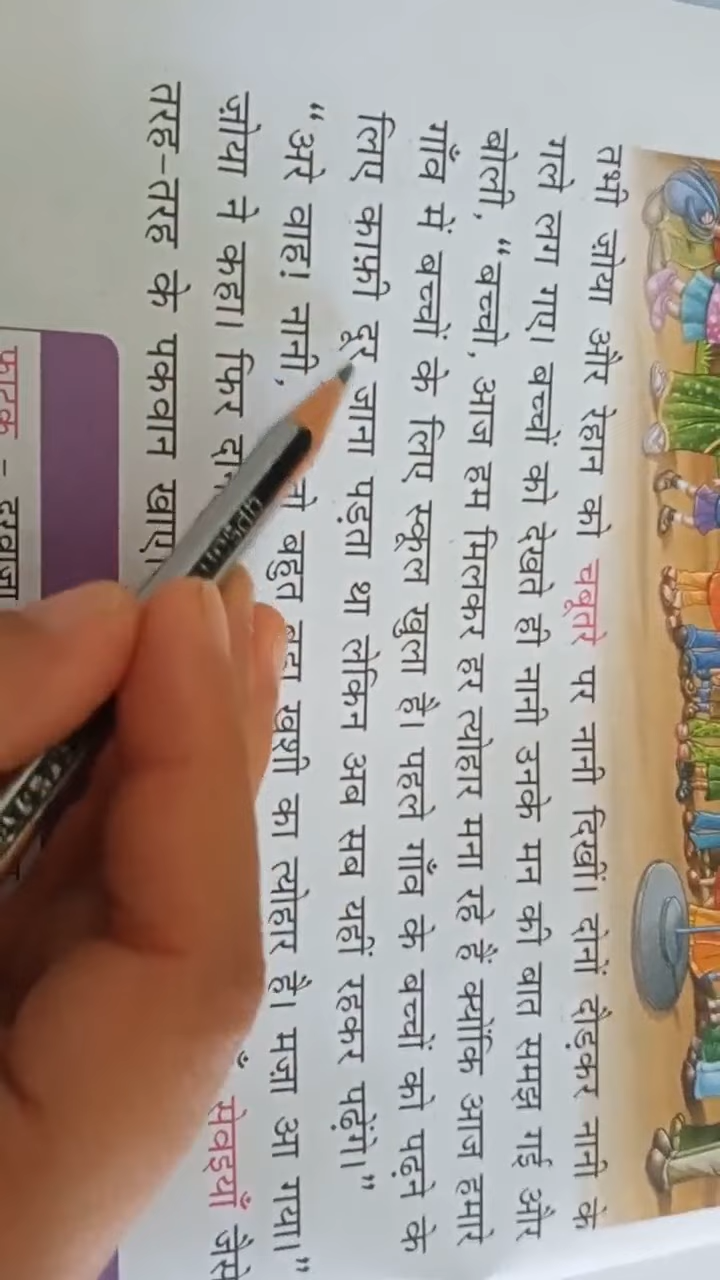 तभी ज़ोया और रेहान को चबूतरे पर नानी दिखीं। दोनों दौड़कर नानी के
गले लग गए। बच्चों को देखते ही नानी उनके मन की बात समझ गईं और
बोलीं, “बच्चो, आज हम मिलकर हर त्योहार मना रहे हैं क्योंकि आज हमारे
गाँव में बच्चों के लिए स्कूल खुला है। पहले गाँव के बच्चों को पढ़ने के
लिए काफ़ी दूर जाना पड़ता था लेकिन अब सब यहीं रहकर पढ़ेंगे।”
“अरे वाह! नानी, बहुत बड़ा खुशी का त्योहार है। मज़ा आ गया।”
ज़ोया ने कहा। फिर सेवइयाँ जैसे
तरह-तरह के पकवान खाए।
फाटक – दरवाज़ा